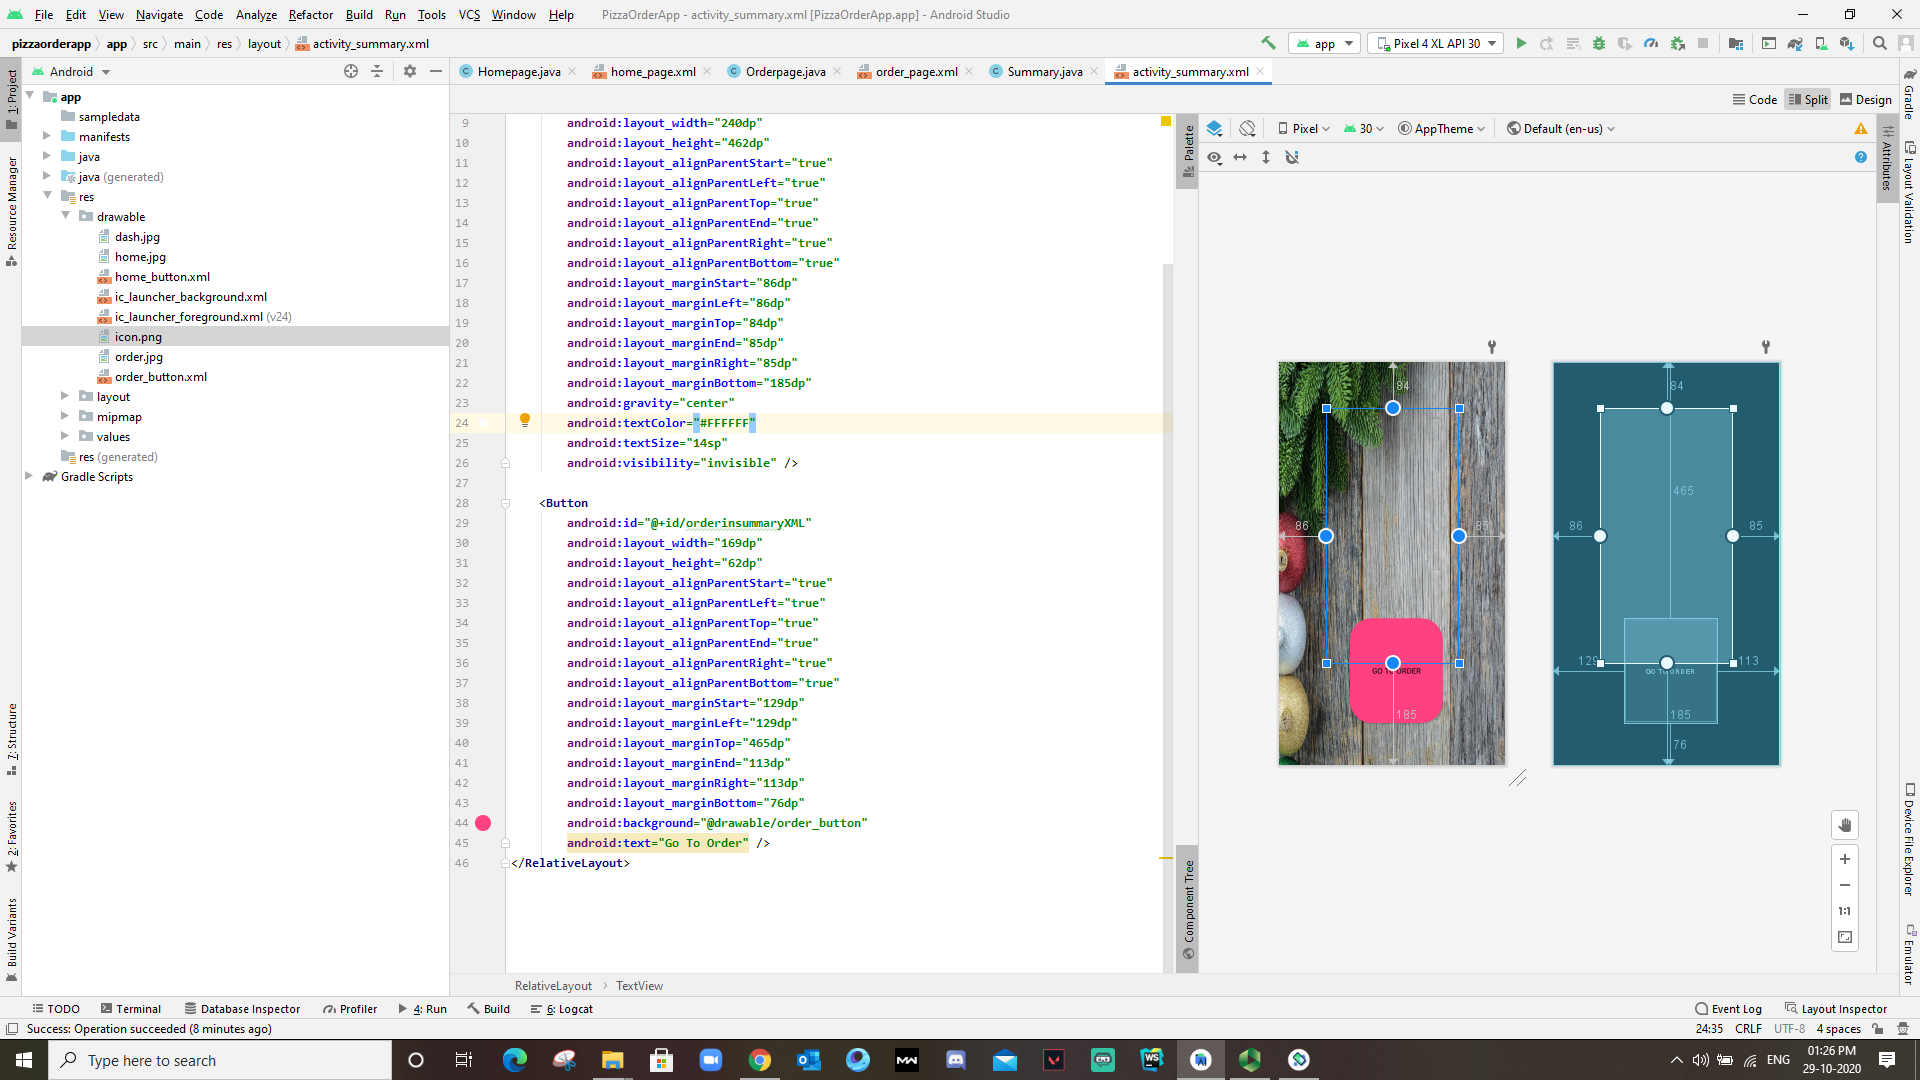 File Edit View Navigate Code Analyze Refactor Build Run Tools VCS Window Help PizzaOrderApp - activity_summary.xml [PizzaOrderApp.app] - Android Studio
pizzaorderapp app src main res layout activity_summary.xml app Pixel 4 XL API 30
Android Homepage.java home_page.xml Orderpage.java order_page.xml Summary.java activity_summary.xml
Code Split Design
Pixel 30 AppTheme Default (en-us)
1: Project
Resource Manager
7: Structure
2: Favorites
Build Variants
app
sampledata
manifests
java
java (generated)
res
drawable
dash.jpg
home.jpg
home_button.xml
ic_launcher_background.xml
ic_launcher_foreground.xml (v24)
icon.png
order.jpg
order_button.xml
layout
mipmap
values
res (generated)
Gradle Scripts
9 android:layout_width="240dp"
10 android:layout_height="462dp"
11 android:layout_alignParentStart="true"
12 android:layout_alignParentLeft="true"
13 android:layout_alignParentTop="true"
14 android:layout_alignParentEnd="true"
15 android:layout_alignParentRight="true"
16 android:layout_alignParentBottom="true"
17 android:layout_marginStart="86dp"
18 android:layout_marginLeft="86dp"
19 android:layout_marginTop="84dp"
20 android:layout_marginEnd="85dp"
21 android:layout_marginRight="85dp"
22 android:layout_marginBottom="185dp"
23 android:gravity="center"
24 android:textColor="#FFFFFF"
25 android:textSize="14sp"
26 android:visibility="invisible" />
27
28 <Button
29 android:id="@+id/orderinsummaryXML"
30 android:layout_width="169dp"
31 android:layout_height="62dp"
32 android:layout_alignParentStart="true"
33 android:layout_alignParentLeft="true"
34 android:layout_alignParentTop="true"
35 android:layout_alignParentEnd="true"
36 android:layout_alignParentRight="true"
37 android:layout_alignParentBottom="true"
38 android:layout_marginStart="129dp"
39 android:layout_marginLeft="129dp"
40 android:layout_marginTop="465dp"
41 android:layout_marginEnd="113dp"
42 android:layout_marginRight="113dp"
43 android:layout_marginBottom="76dp"
44 android:background="@drawable/order_button"
45 android:text="Go To Order" />
46 </RelativeLayout>
RelativeLayout TextView
Palette
Component Tree
84
86 85
GO TO ORDER
185
84
465
86 85
129 113
GO TO ORDER
185
76
1:1
Attributes
Gradle
Layout Validation
Device File Explorer
Emulator
TODO Terminal Database Inspector Profiler 4: Run Build 6: Logcat Event Log Layout Inspector
Success: Operation succeeded (8 minutes ago) 24:35 CRLF UTF-8 4 spaces
Type here to search ENG 01:26 PM
29-10-2020